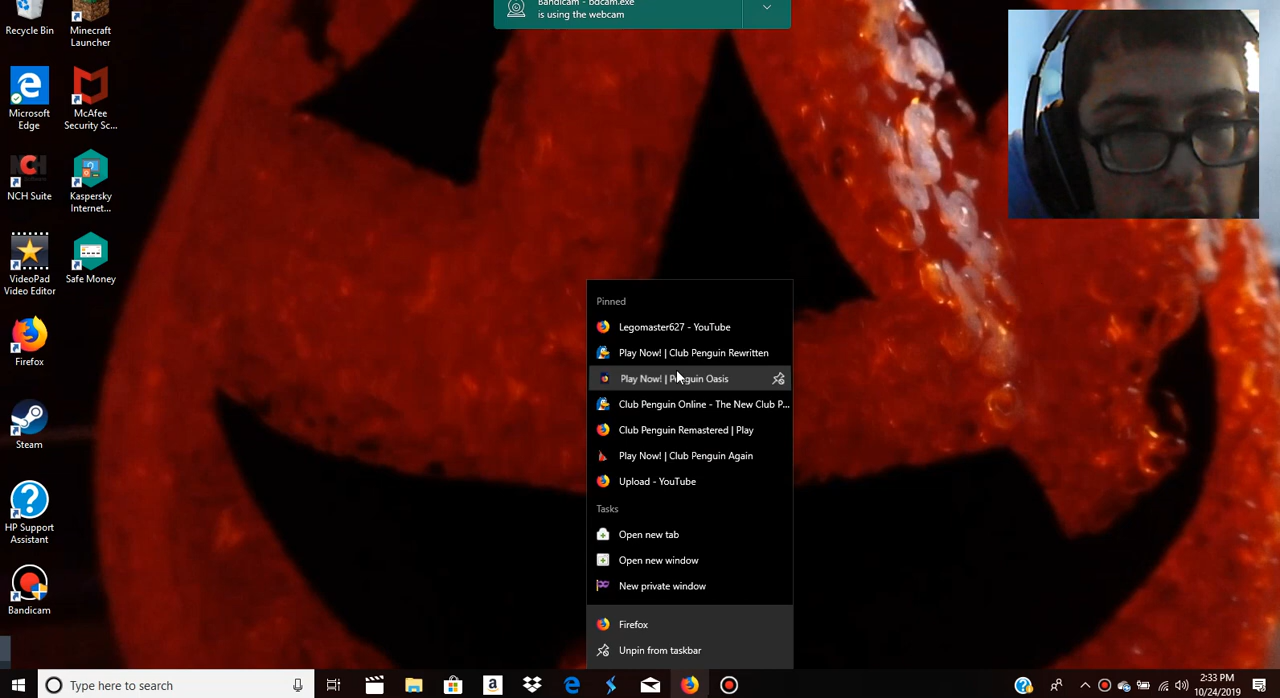 Bandicam - bdcam.exe
is using the webcam
Recycle Bin
Minecraft
Launcher
Microsoft
Edge
McAfee
Security Sc...
NCH
NCH Suite
Kaspersky
Internet...
VideoPad
Video Editor
Safe Money
Firefox
Steam
HP Support
Assistant
Bandicam
Pinned
Legomaster627 - YouTube
Play Now! | Club Penguin Rewritten
Play Now! | Penguin Oasis
Club Penguin Online - The New Club P...
Club Penguin Remastered | Play
Play Now! | Club Penguin Again
Upload - YouTube
Tasks
Open new tab
Open new window
New private window
Firefox
Unpin from taskbar
Type here to search
2:33 PM
10/24/2019